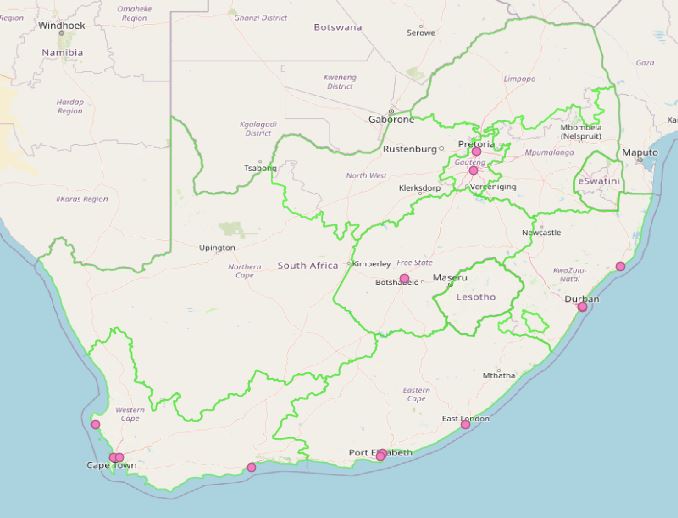 Omaheke
Region
Region
Ghanzi District
Botswana
Serowe
Windhoek
Namibia
Kweneng
District
Limpopo
Gaza
Hardap
Region
Gaborone
Kgalagadi
District
Mbombela
(Nelspruit)
Rustenburg
Pretoria
Mpumalanga
Maputo
Tsabong
North West
Gauteng
Klerksdorp
Vereeniging
eSwatini
ǁKaras Region
Newcastle
Upington
Northern
Cape
South Africa
Kimberley
Free State
Botshabelo
Maseru
KwaZulu-
Natal
Lesotho
Durban
Mthatha
Eastern
Cape
Western
Cape
East London
Port Elizabeth
Cape Town